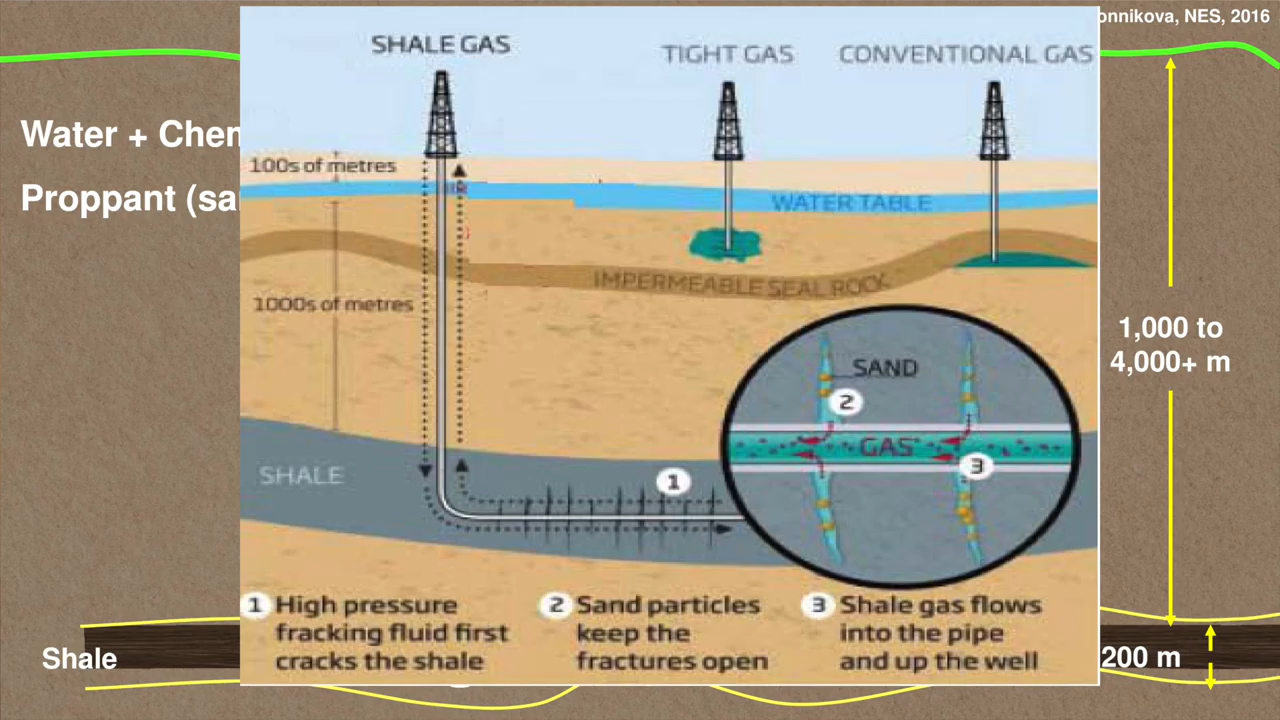 onnikova, NES, 2016
SHALE GAS
TIGHT GAS
CONVENTIONAL GAS
Water + Chem
100s of metres
Proppant (sa
WATER TABLE
IMPERMEABLE SEAL ROCK
1000s of metres
1,000 to
4,000+ m
SAND
2
GAS
3
SHALE
1
1 High pressure
fracking fluid first
cracks the shale
2 Sand particles
keep the
fractures open
3 Shale gas flows
into the pipe
and up the well
Shale
200 m